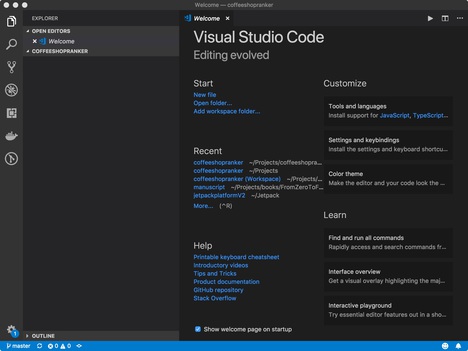 Welcome — coffeeshopranker
EXPLORER
OPEN EDITORS
Welcome
COFFEESHOPRANKER
OUTLINE
Welcome
Visual Studio Code
Editing evolved
Start
New file
Open folder...
Add workspace folder...
Recent
coffeeshopranker ~/Projects/coffeeshopra...
coffeeshopranker ~/Projects
coffeeshopranker (Workspace) ~/Projects/...
manuscript ~/Projects/books/FromZeroToF...
jetpackplatformV2 ~/Jetpack
More... (^R)
Help
Printable keyboard cheatsheet
Introductory videos
Tips and Tricks
Product documentation
GitHub repository
Stack Overflow
Show welcome page on startup
Customize
Tools and languages
Install support for JavaScript, TypeScript...
Settings and keybindings
Install the settings and keyboard shortcu...
Color theme
Make the editor and your code look the ...
Learn
Find and run all commands
Rapidly access and search commands fr...
Interface overview
Get a visual overlay highlighting the maj...
Interactive playground
Try essential editor features out in a sho...
1
master
0
0